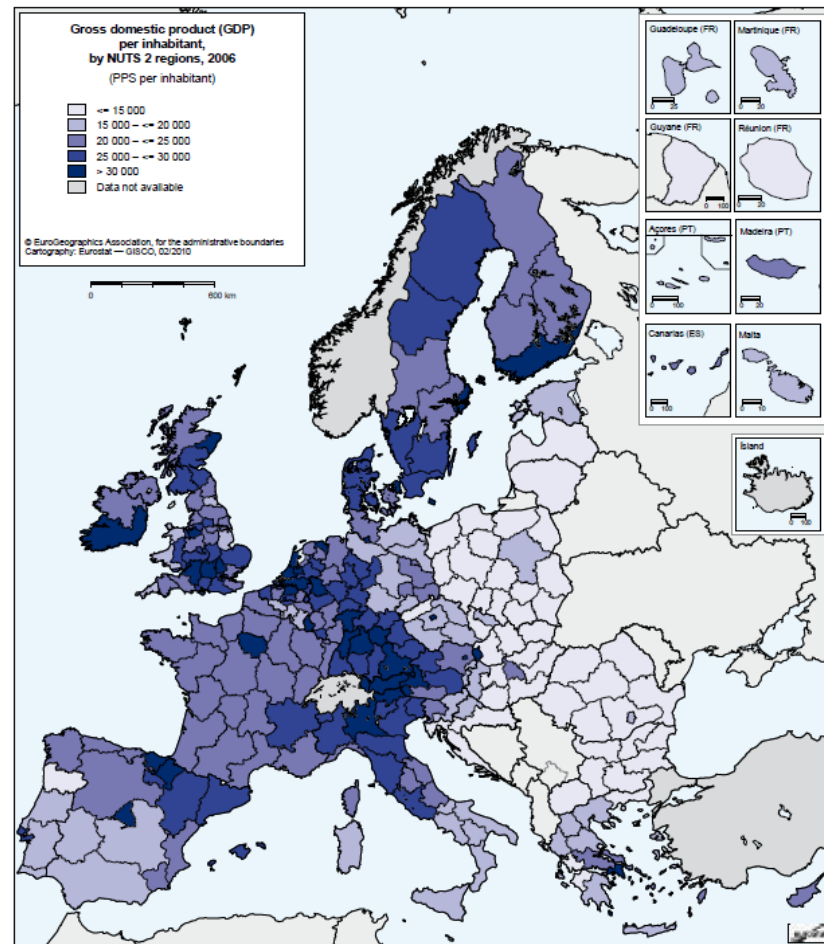 Gross domestic product (GDP)
per inhabitant,
by NUTS 2 regions, 2006
(PPS per inhabitant)
<= 15 000
15 000 – <= 20 000
20 000 – <= 25 000
25 000 – <= 30 000
> 30 000
Data not available
© EuroGeographics Association, for the administrative boundaries
Cartography: Eurostat — GISCO, 02/2010
0 600 km
Guadeloupe (FR)
0 25
Martinique (FR)
0 20
Guyane (FR)
0 100
Réunion (FR)
0 20
Açores (PT)
0 100
Madeira (PT)
0 20
Canarias (ES)
0 100
Malta
0 10
Ísland
0 100